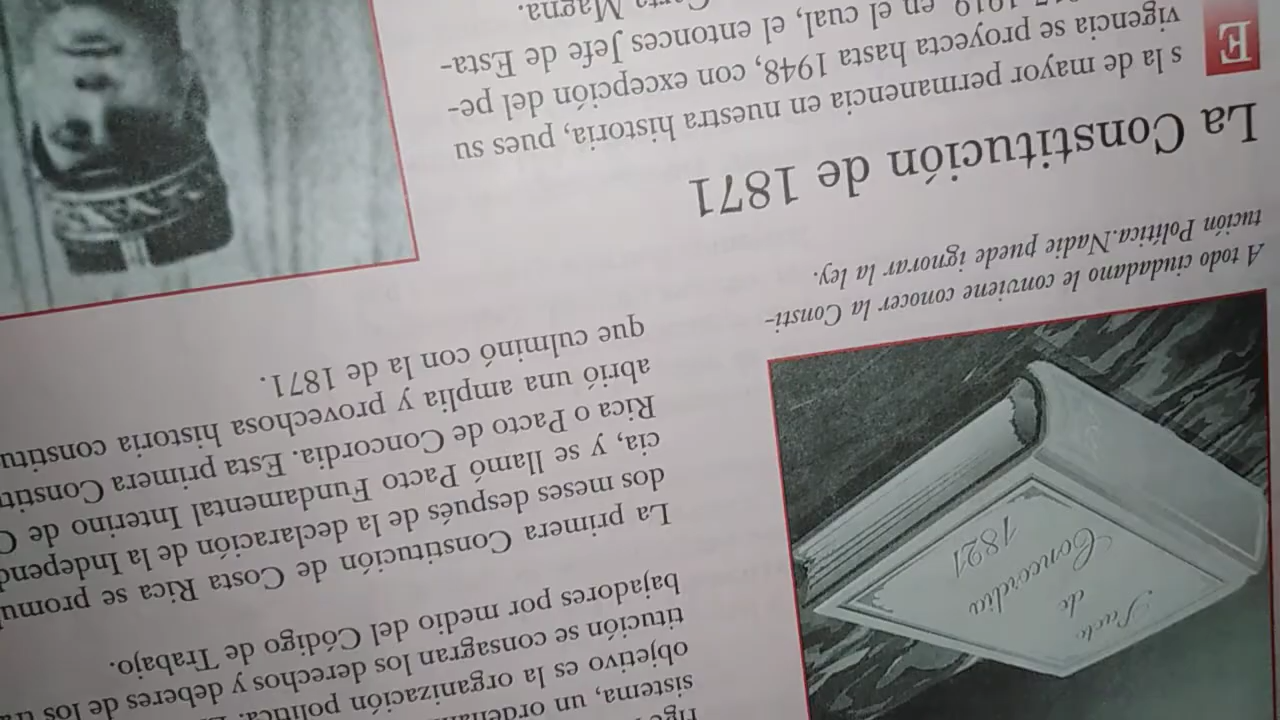 Pacto
de
Concordia
1821
A todo ciudadano le conviene conocer la Consti-
tución Política.Nadie puede ignorar la ley.
La Constitución de 1871
E
s la de mayor permanencia en nuestra historia, pues, su
vigencia se proyecta hasta 1948, con excepción del pe-
1919, en el cual, el entonces Jefe de Esta-
Carta Magna.
sistema, un
objetivo es la organización política.
titución se consagran los derechos y deberes de los
bajadores por medio del Código de Trabajo.
La primera Constitución de Costa Rica se
dos meses después de la declaración de la
cia, y se llamó Pacto Fundamental Interino de
Rica o Pacto de Concordia. Esta primera
abrió una amplia y provechosa historia
que culminó con la de 1871.